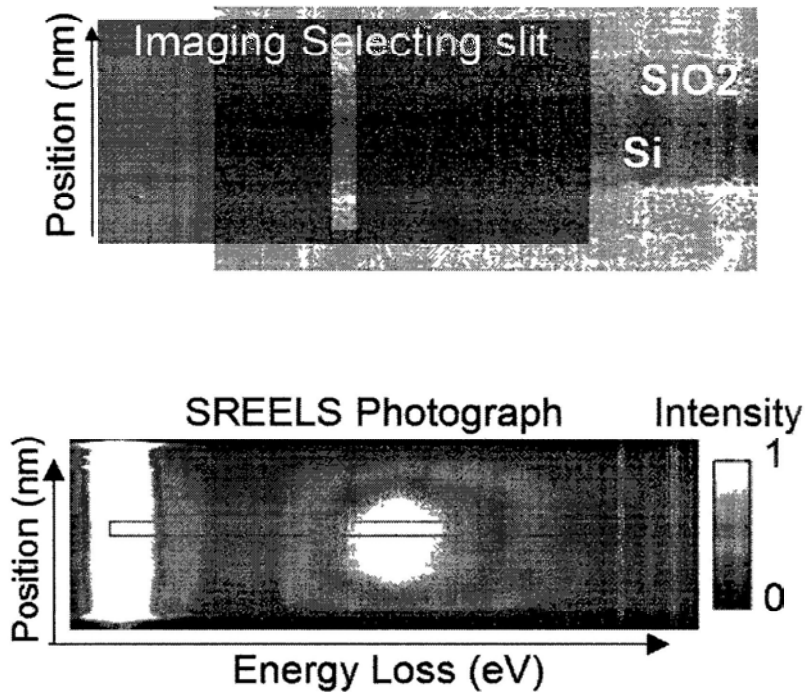 Imaging Selecting slit
SiO2
Si
Position (nm)
SREELS Photograph
Intensity
1
0
Position (nm)
Energy Loss (eV)